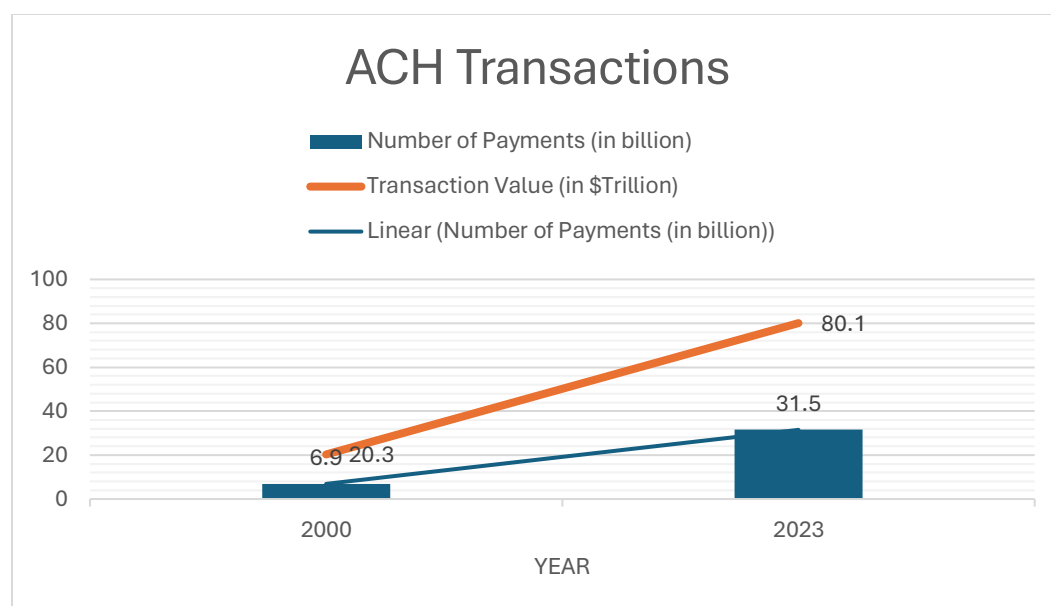 ACH Transactions
Number of Payments (in billion)
Transaction Value (in $Trillion)
Linear (Number of Payments (in billion))
100
80
60
40
20
0
80.1
31.5
6.9 20.3
2000 2023
YEAR